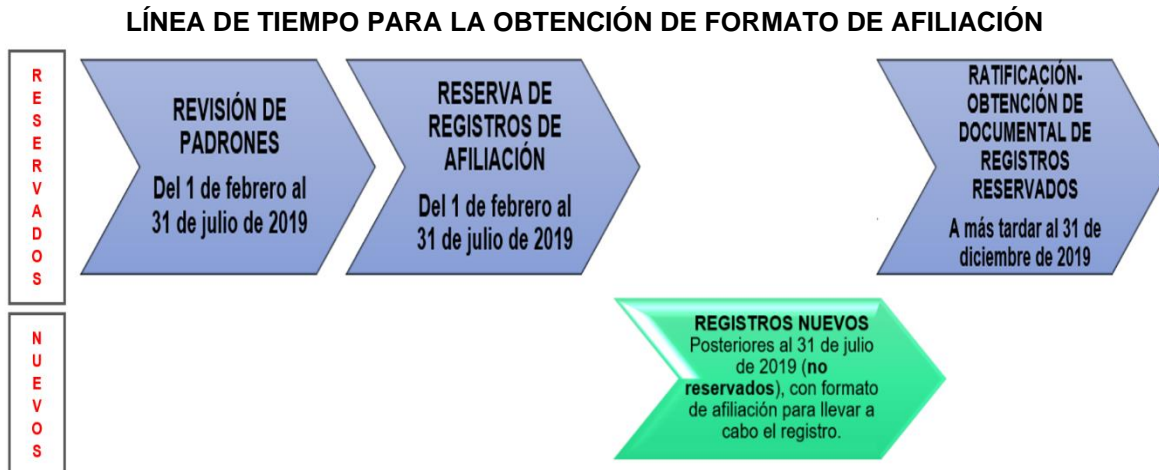 LÍNEA DE TIEMPO PARA LA OBTENCIÓN DE FORMATO DE AFILIACIÓN
RESERVADOS
REVISIÓN DE
PADRONES
Del 1 de febrero al
31 de julio de 2019
RESERVA DE
REGISTROS DE
AFILIACIÓN
Del 1 de febrero al
31 de julio de 2019
RATIFICACIÓN-
OBTENCIÓN DE
DOCUMENTAL DE
REGISTROS
RESERVADOS
A más tardar al 31 de
diciembre de 2019
NUEVOS
REGISTROS NUEVOS
Posteriores al 31 de julio
de 2019 (no
reservados), con formato
de afiliación para llevar a
cabo el registro.